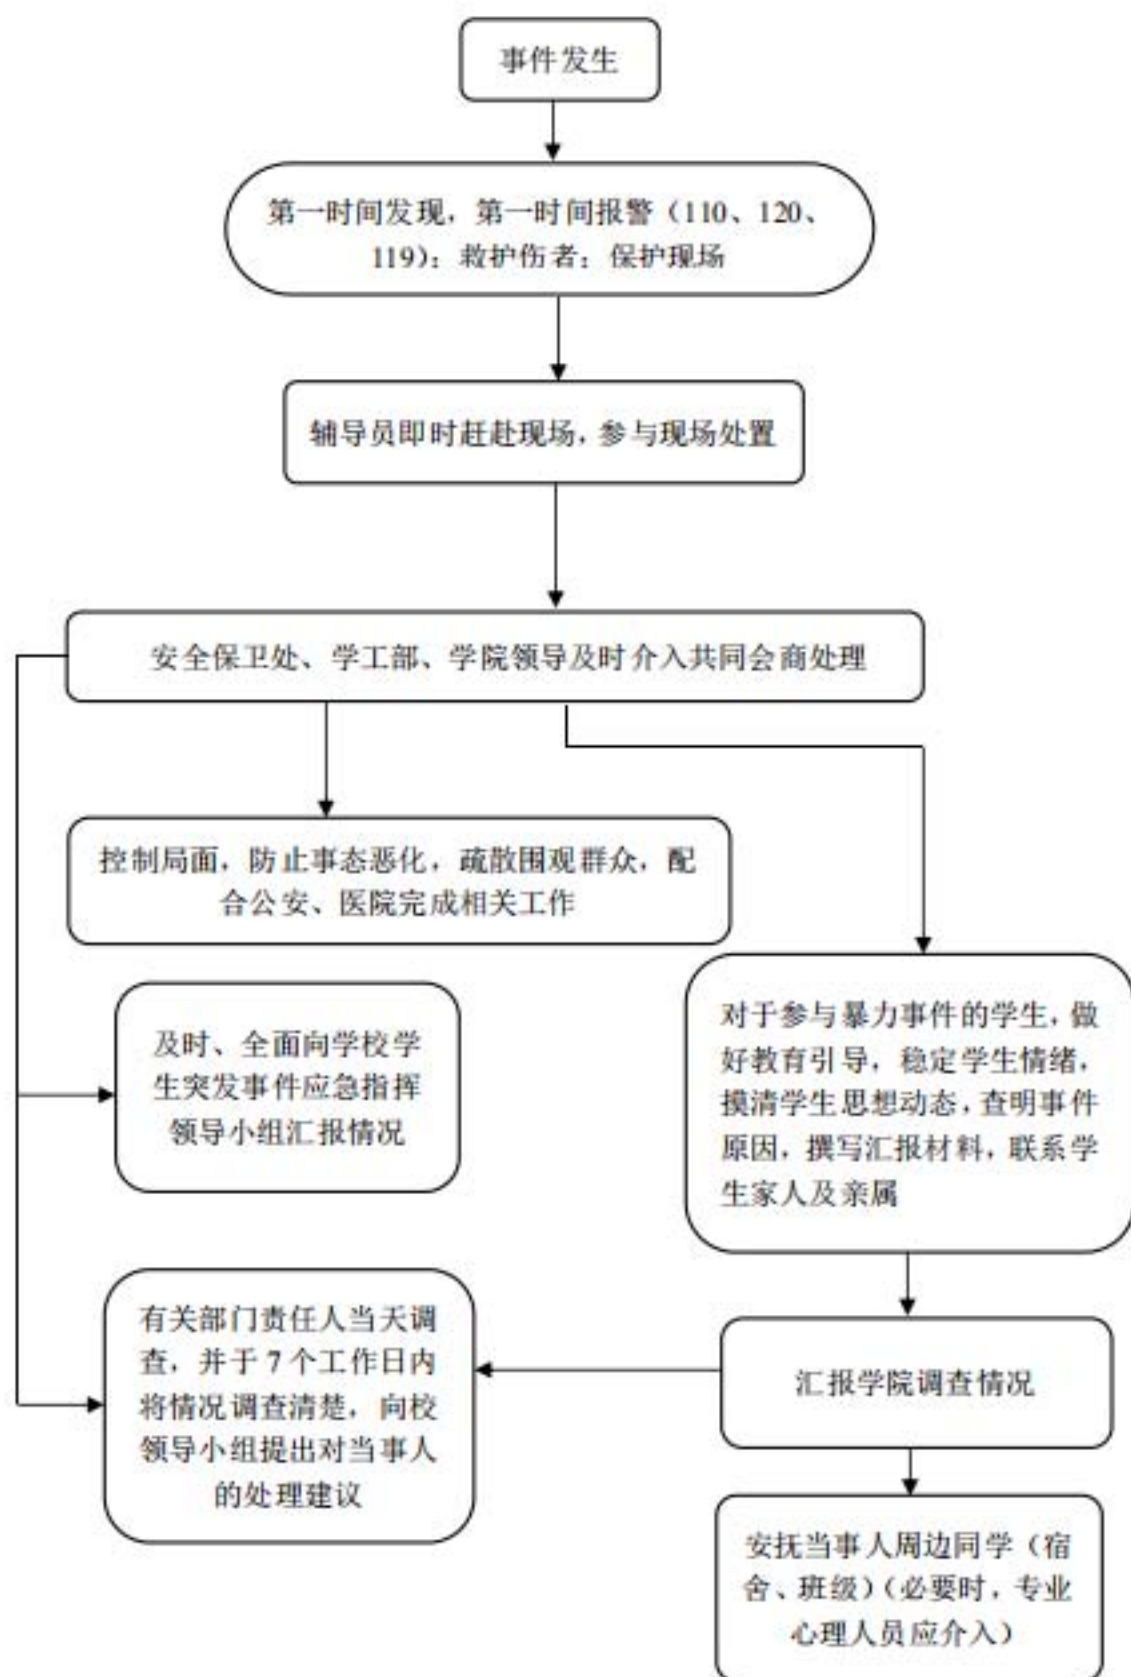 事件发生
第一时间发现，第一时间报警（110、120、
119）；救护伤者；保护现场
辅导员即时赶赴现场，参与现场处置
安全保卫处、学工部、学院领导及时介入共同会商处理
控制局面，防止事态恶化，疏散围观群众，配
合公安、医院完成相关工作
及时、全面向学校学
生突发事件应急指挥
领导小组汇报情况
对于参与暴力事件的学生，做
好教育引导，稳定学生情绪，
摸清学生思想动态，查明事件
原因，撰写汇报材料，联系学
生家人及亲属
有关部门责任人当天调
查，并于 7 个工作日内
将情况调查清楚，向校
领导小组提出对当事人
的处理建议
汇报学院调查情况
安抚当事人周边同学（宿
舍、班级）（必要时，专业
心理人员应介入）